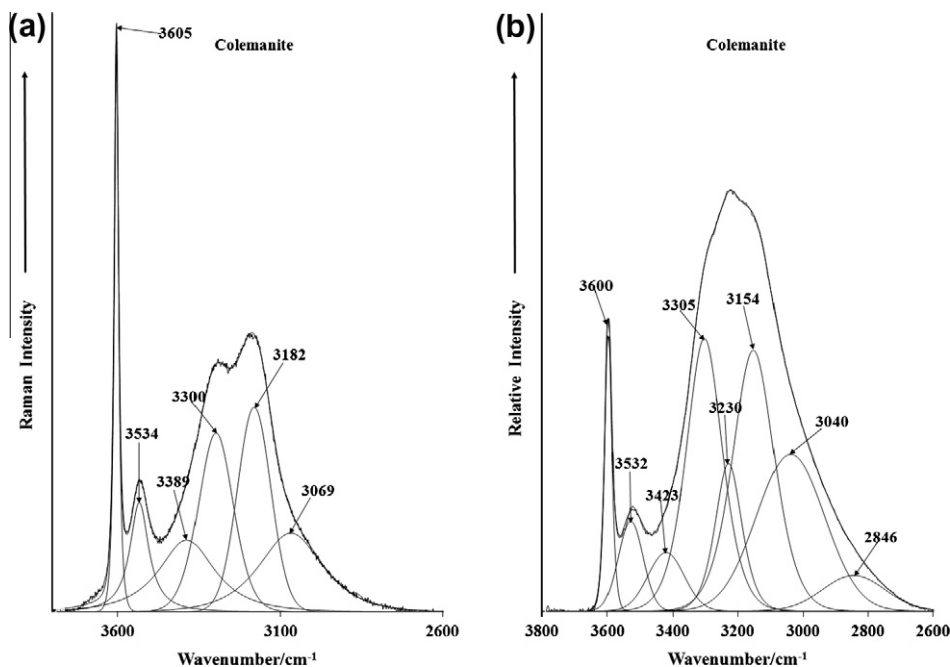 (a)
Colemanite
3605
3534
3389
3300
3182
3069
Raman Intensity
3600 3100 2600
Wavenumber/cm-1
(b)
Colemanite
3600
3532
3423
3305
3230
3154
3040
2846
Relative Intensity
3800 3600 3400 3200 3000 2800 2600
Wavenumber/cm-1